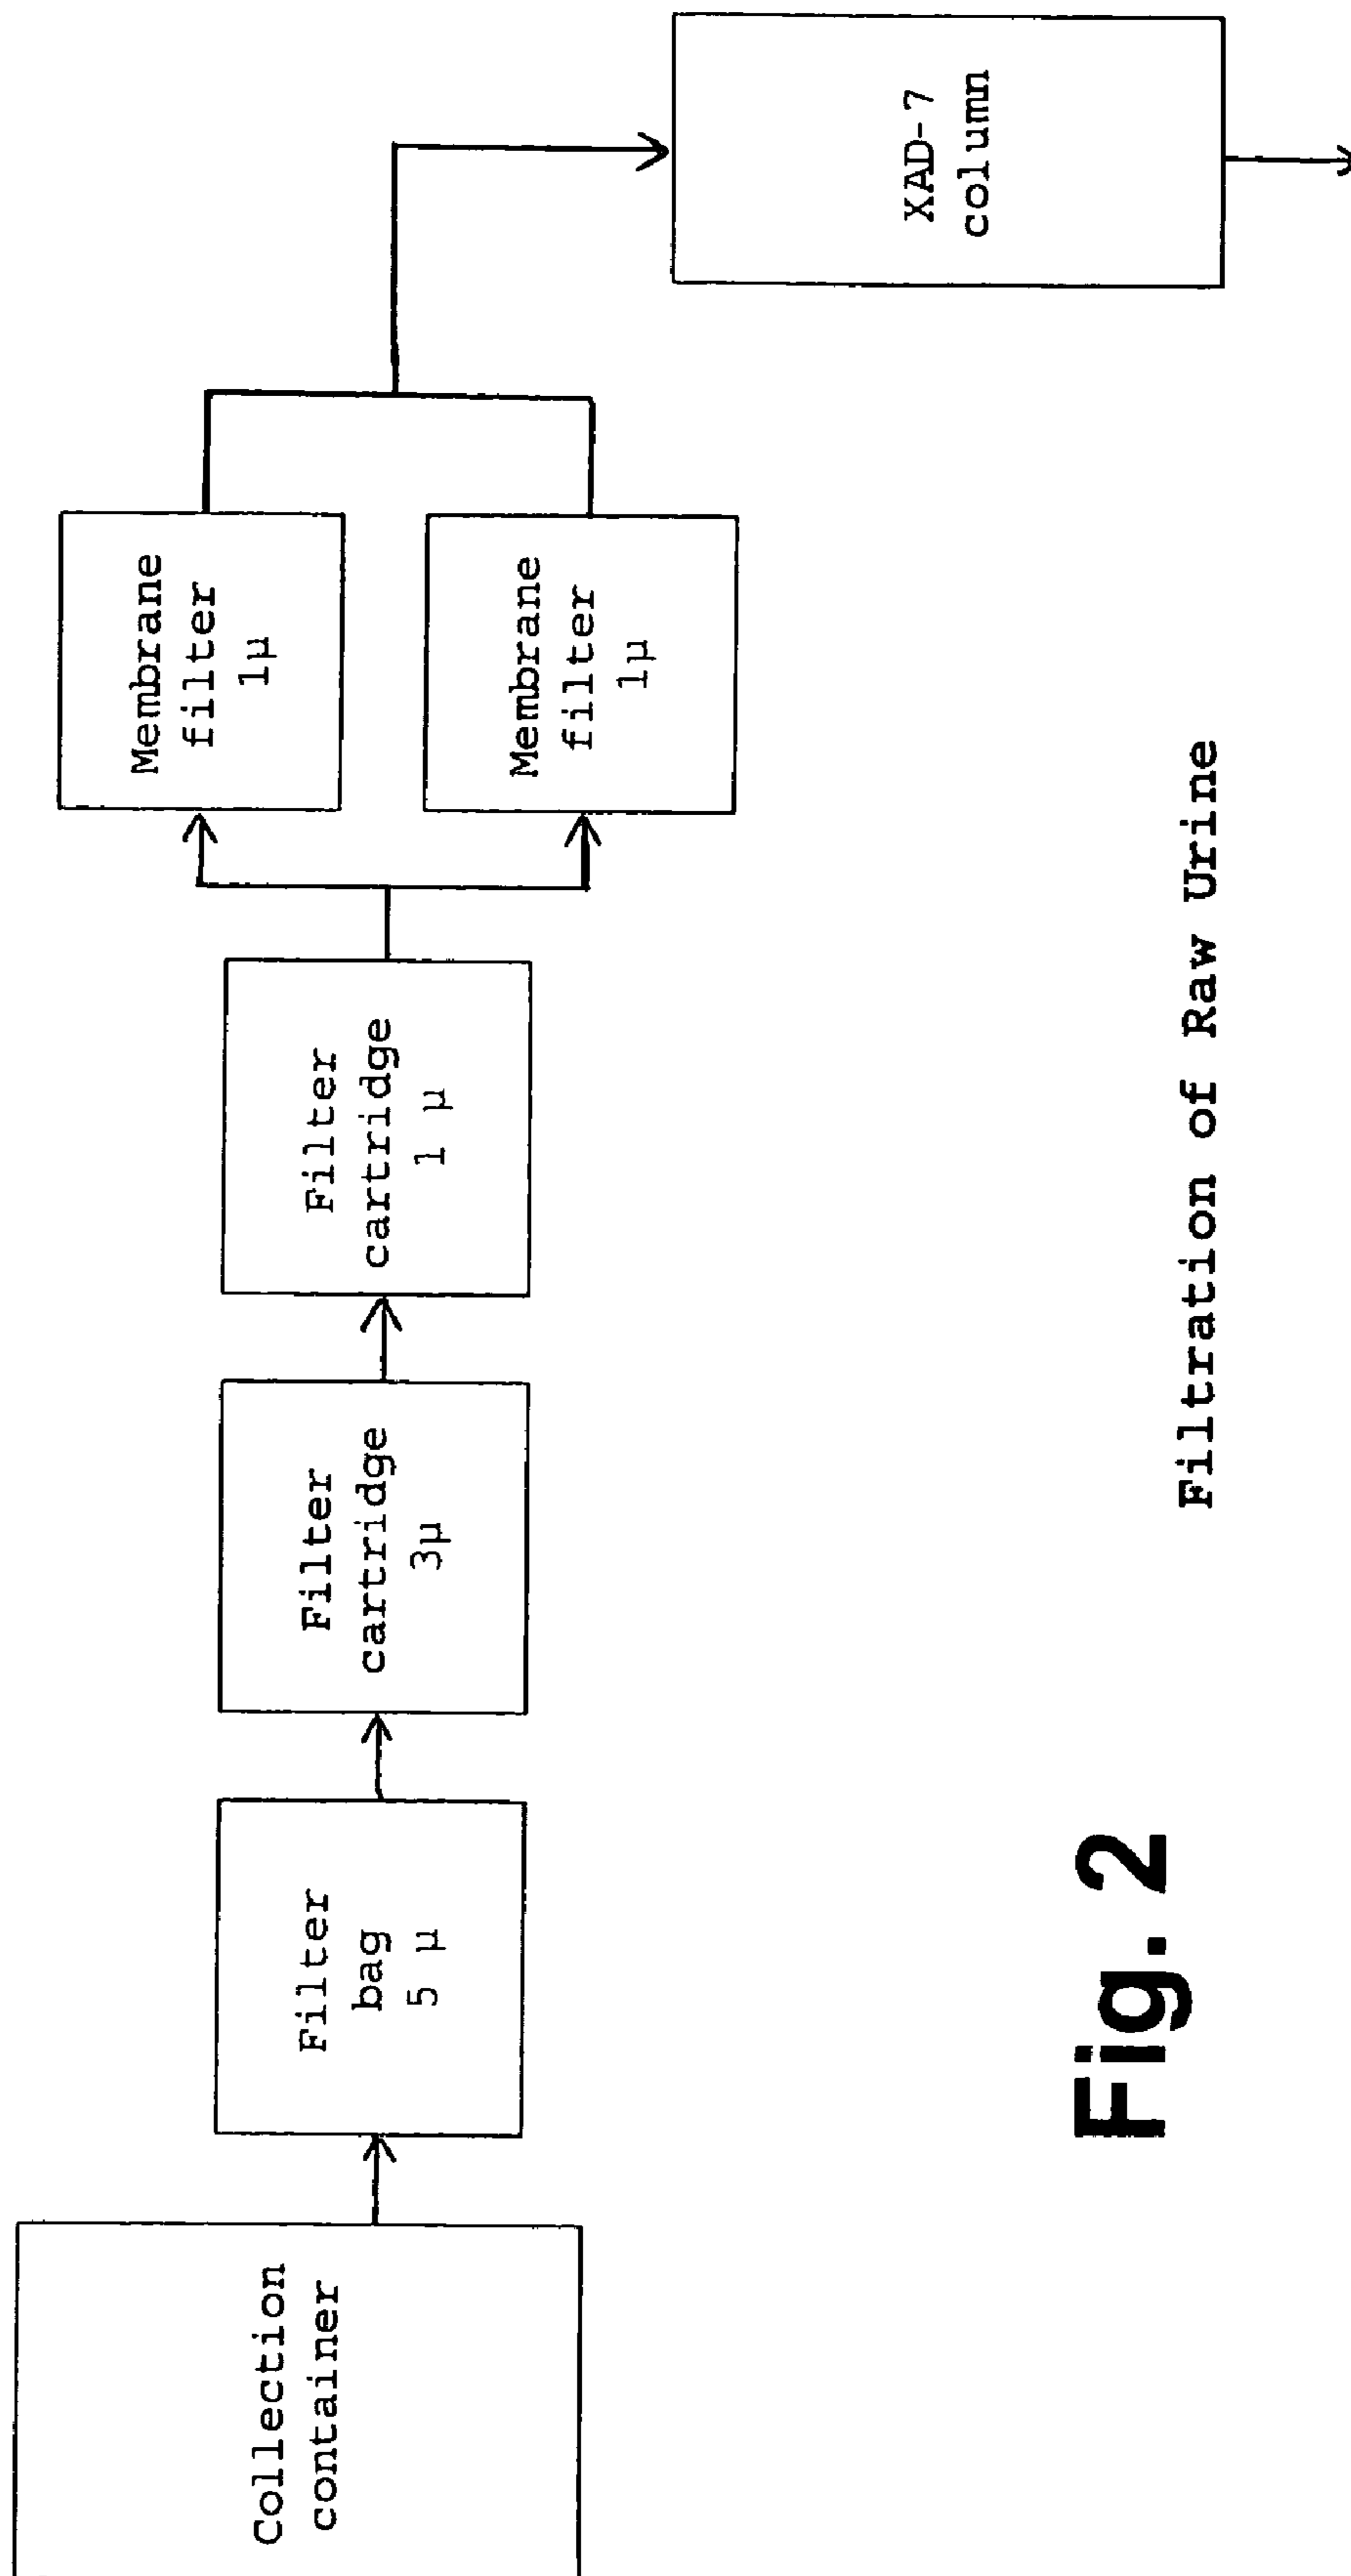 Collection
container
Filter
bag
5 μ
Filter
cartridge
3μ
Filter
cartridge
1 μ
Membrane
filter
1μ
Membrane
filter
1μ
XAD-7
column
Filtration of Raw Urine
Fig. 2